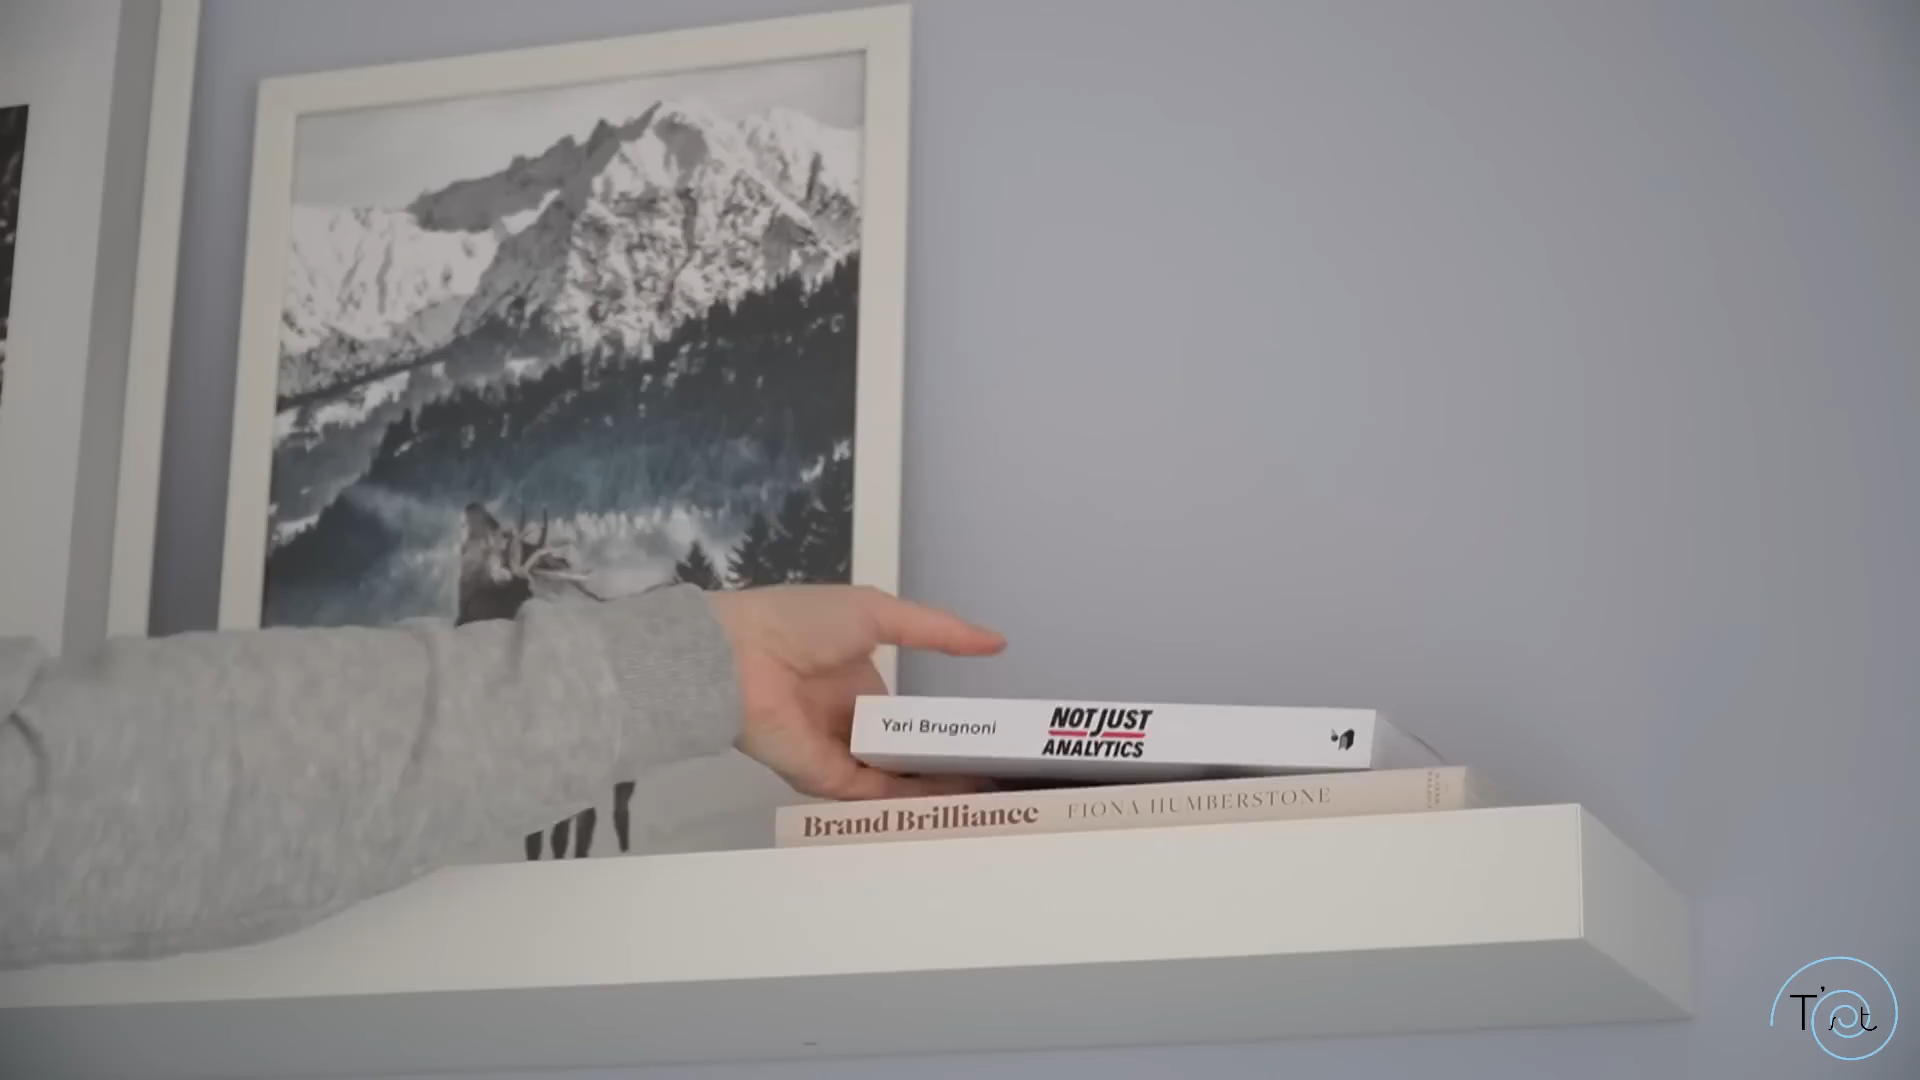 Yari Brugnoni
NOT JUST
ANALYTICS
Brand Brilliance FIONA HUMBERSTONE